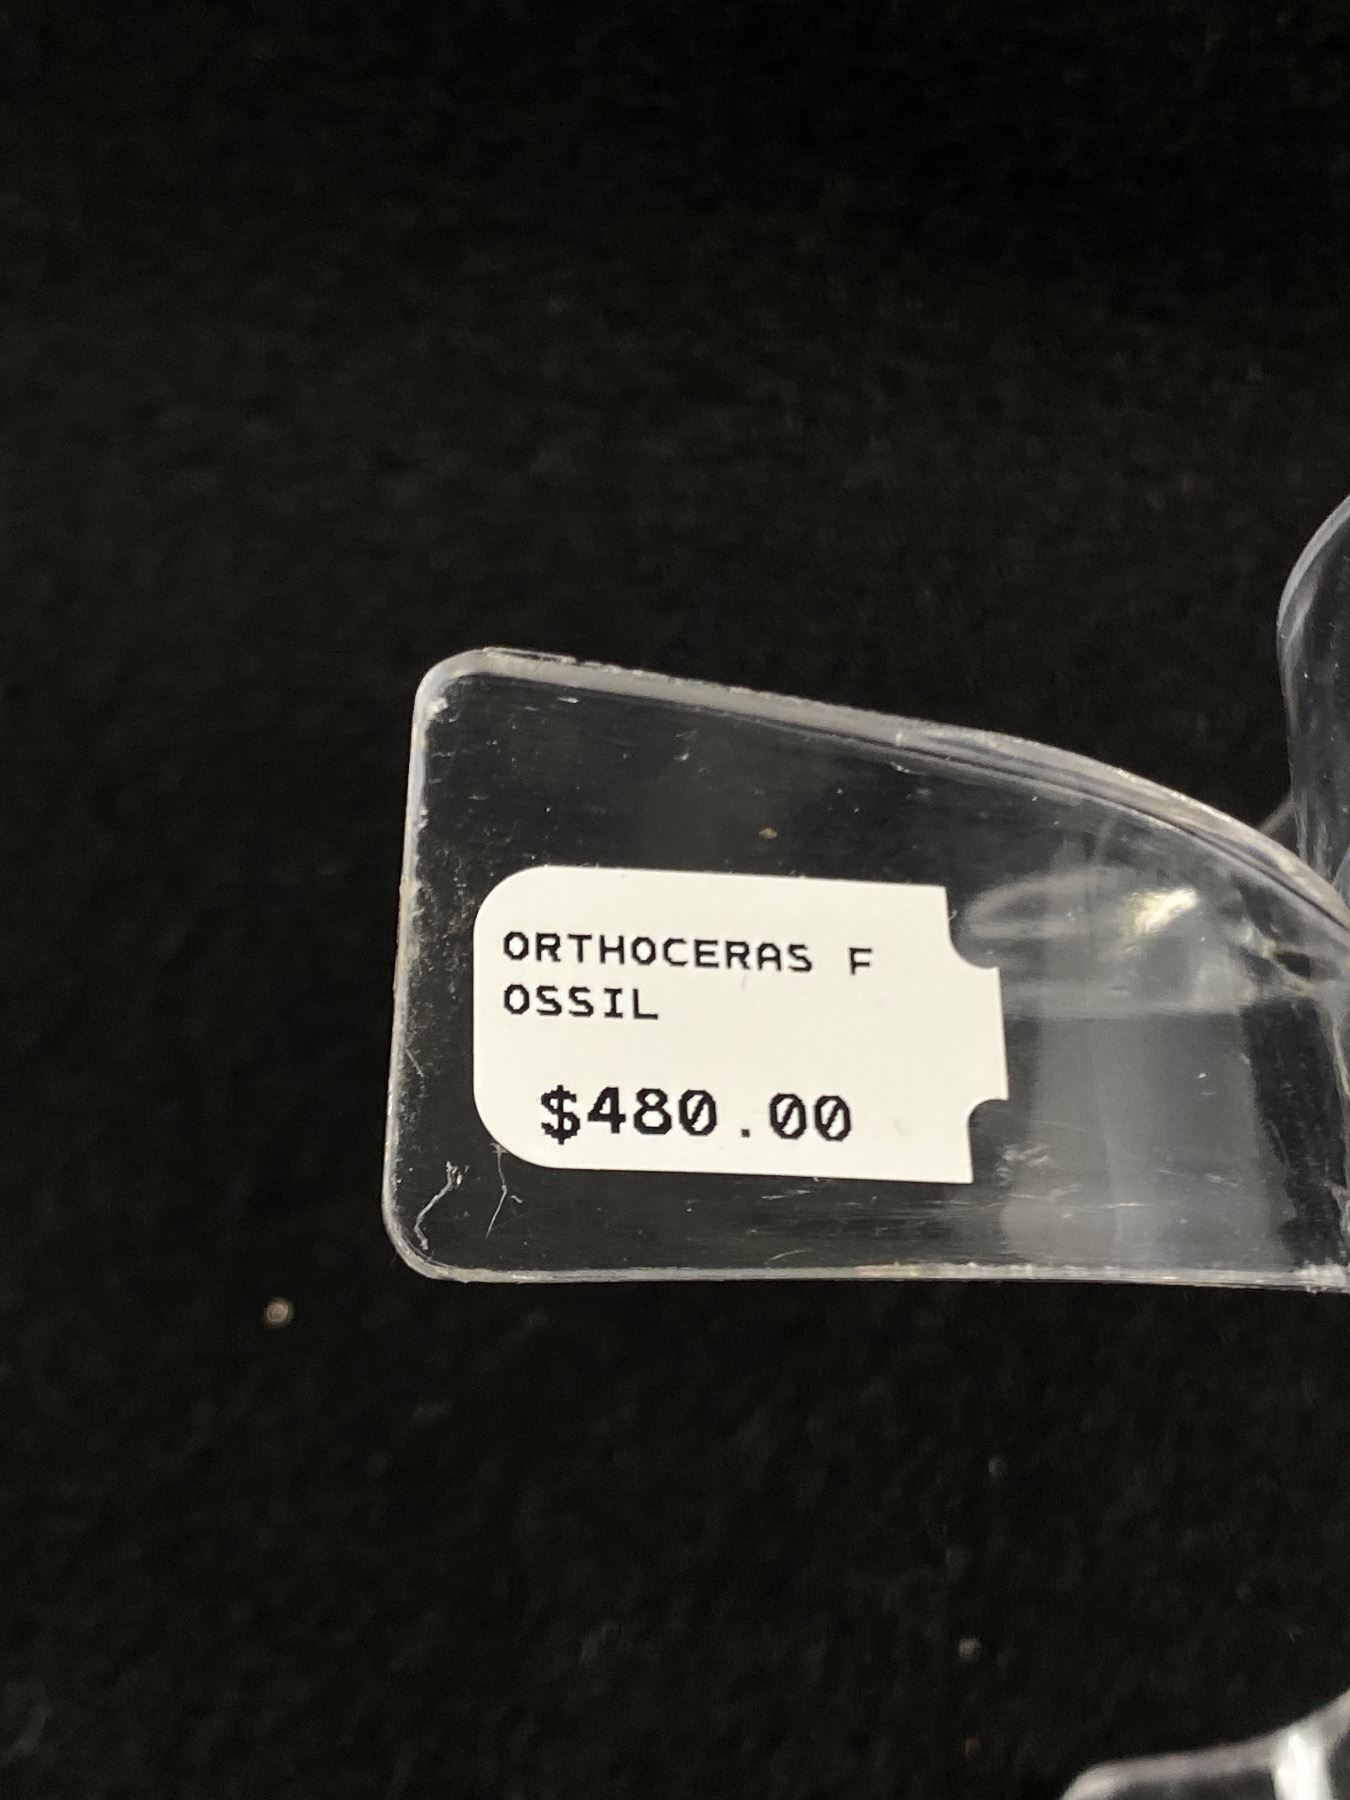 ORTHOCERAS F
OSSIL
$480.00